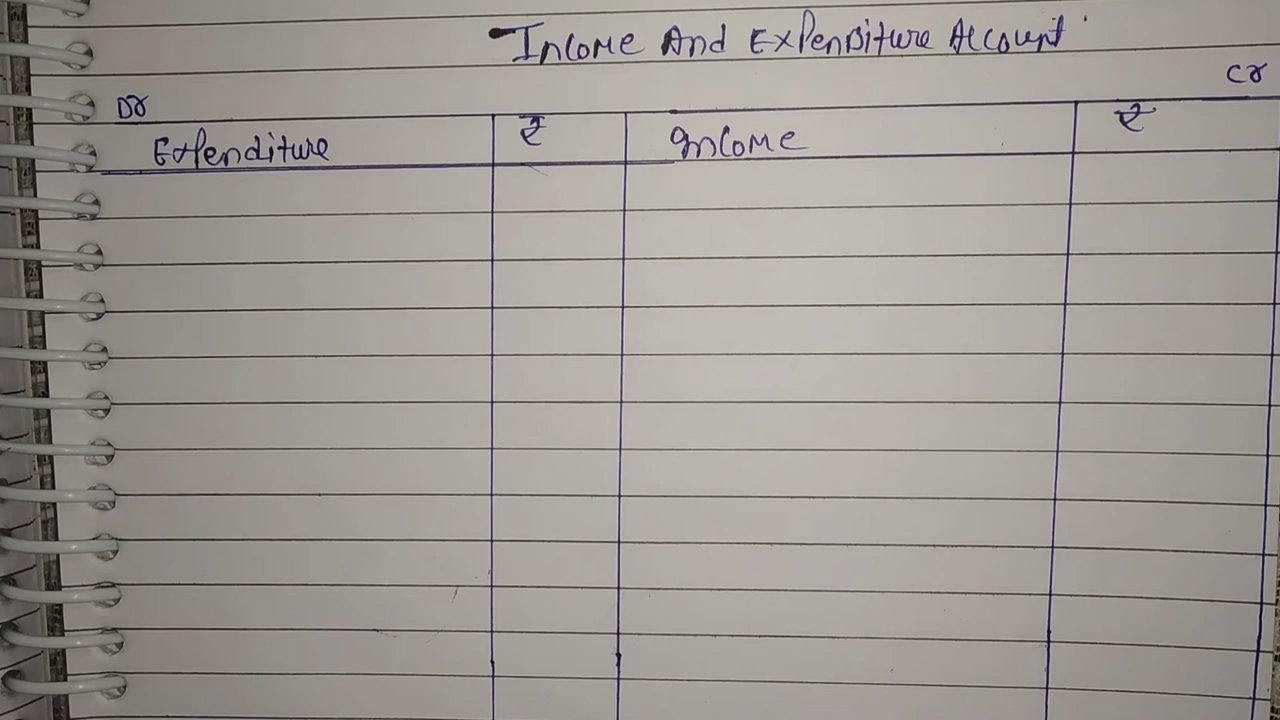 Income And Expenditure Account
Dr Cr
Expenditure ₹ Income ₹